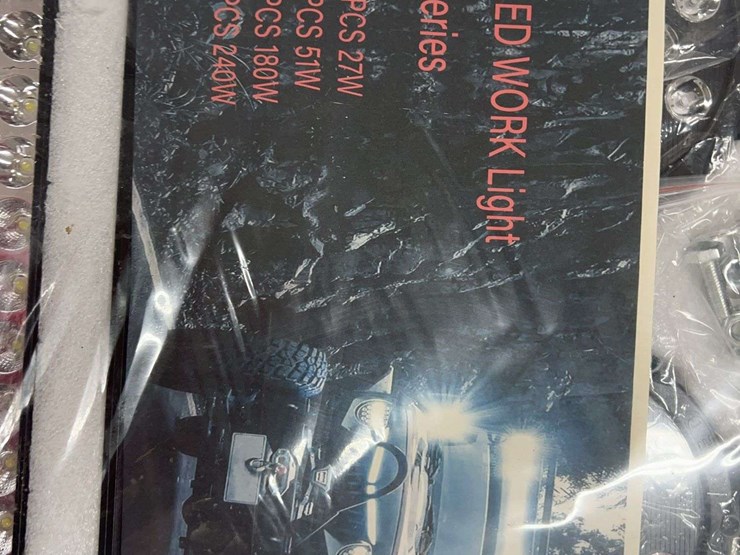 ED WORK Light
eries
PCS 27W
PCS 51W
PCS 180W
PCS 240W